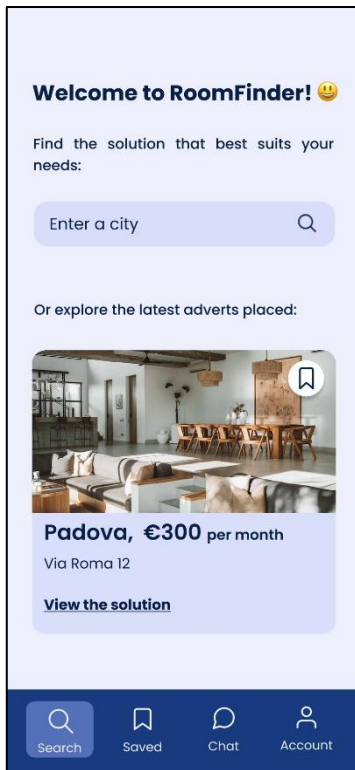 Welcome to RoomFinder! 😃
Find the solution that best suits your
needs:
Enter a city
Or explore the latest adverts placed:
Padova, €300 per month
Via Roma 12
View the solution
Search Saved Chat Account